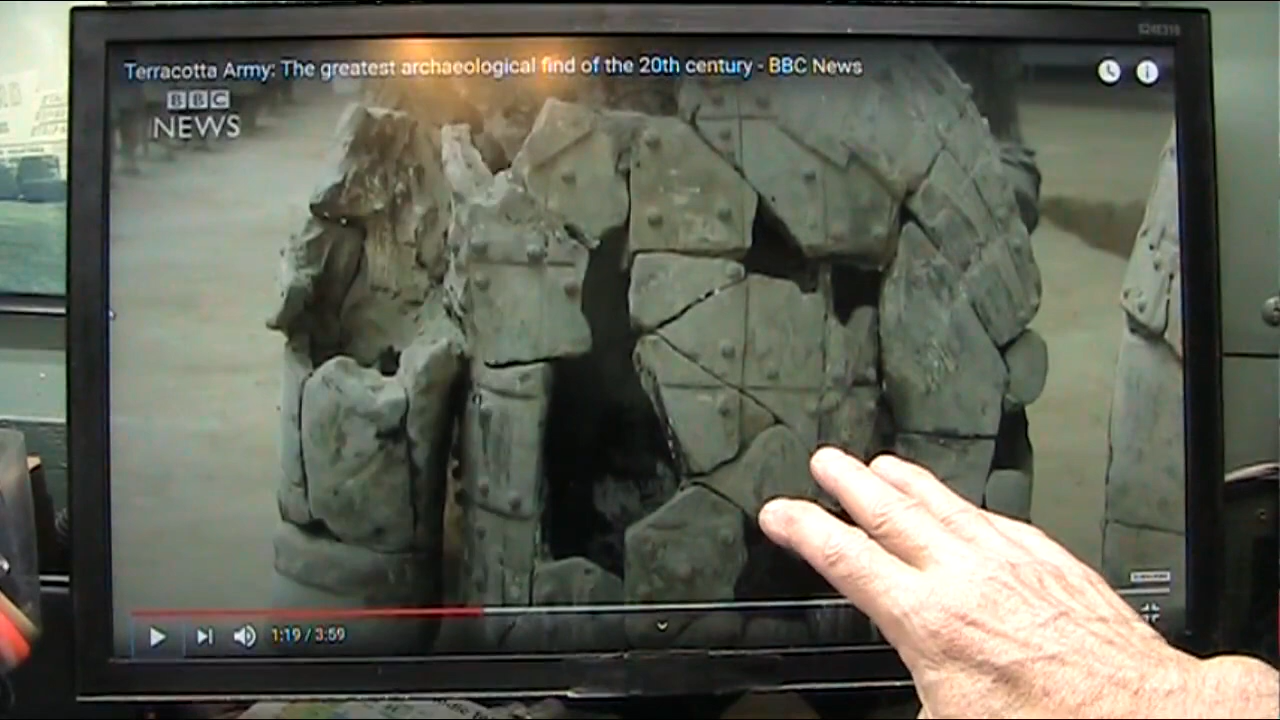 Terracotta Army: The greatest archaeological find of the 20th century - BBC News
BBC
NEWS
1:19 / 3:59